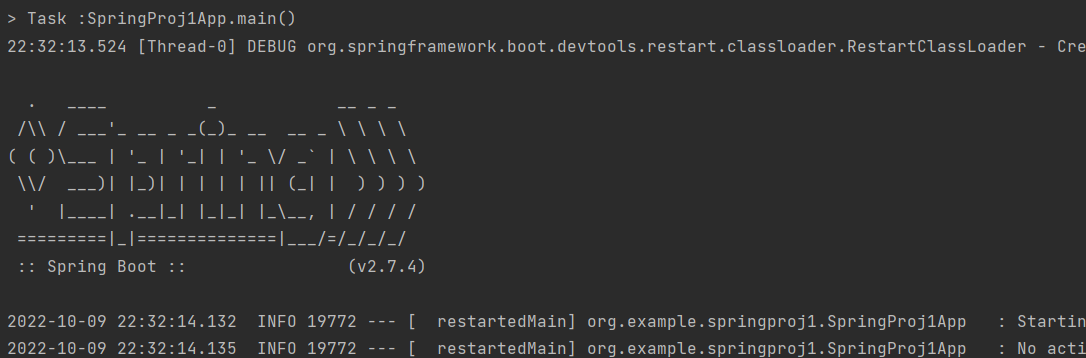 > Task :SpringProj1App.main()
22:32:13.524 [Thread-0] DEBUG org.springframework.boot.devtools.restart.classloader.RestartClassLoader - Cre
  .   ____          _            __ _ _
 /\\ / ___'_ __ _ _(_)_ __  __ _ \ \ \ \
( ( )\___ | '_ | '_| | '_ \/ _` | \ \ \ \
 \\/  ___)| |_)| | | | | || (_| |  ) ) ) )
  '  |____| .__|_| |_|_| |_\__, | / / / /
 =========|_|==============|___/=/_/_/_/
 :: Spring Boot ::                (v2.7.4)
2022-10-09 22:32:14.132  INFO 19772 --- [  restartedMain] org.example.springproj1.SpringProj1App   : Startin
2022-10-09 22:32:14.135  INFO 19772 --- [  restartedMain] org.example.springproj1.SpringProj1App   : No acti